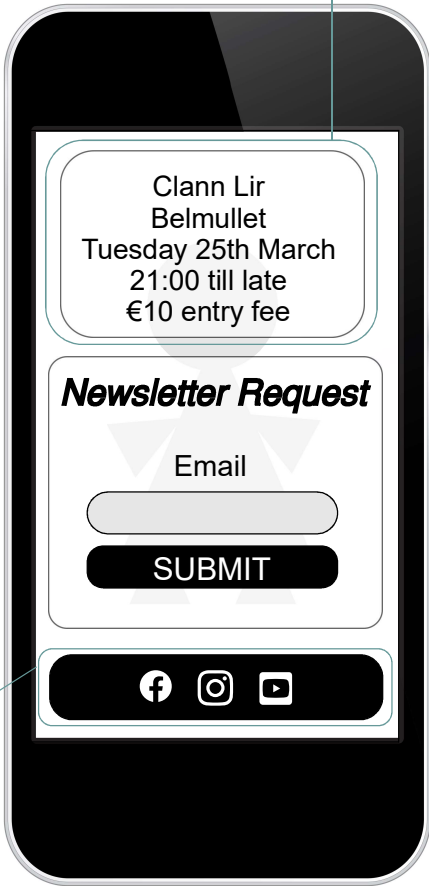 Clann Lir
Belmullet
Tuesday 25th March
21:00 till late
€10 entry fee
Newsletter Request
Email
SUBMIT